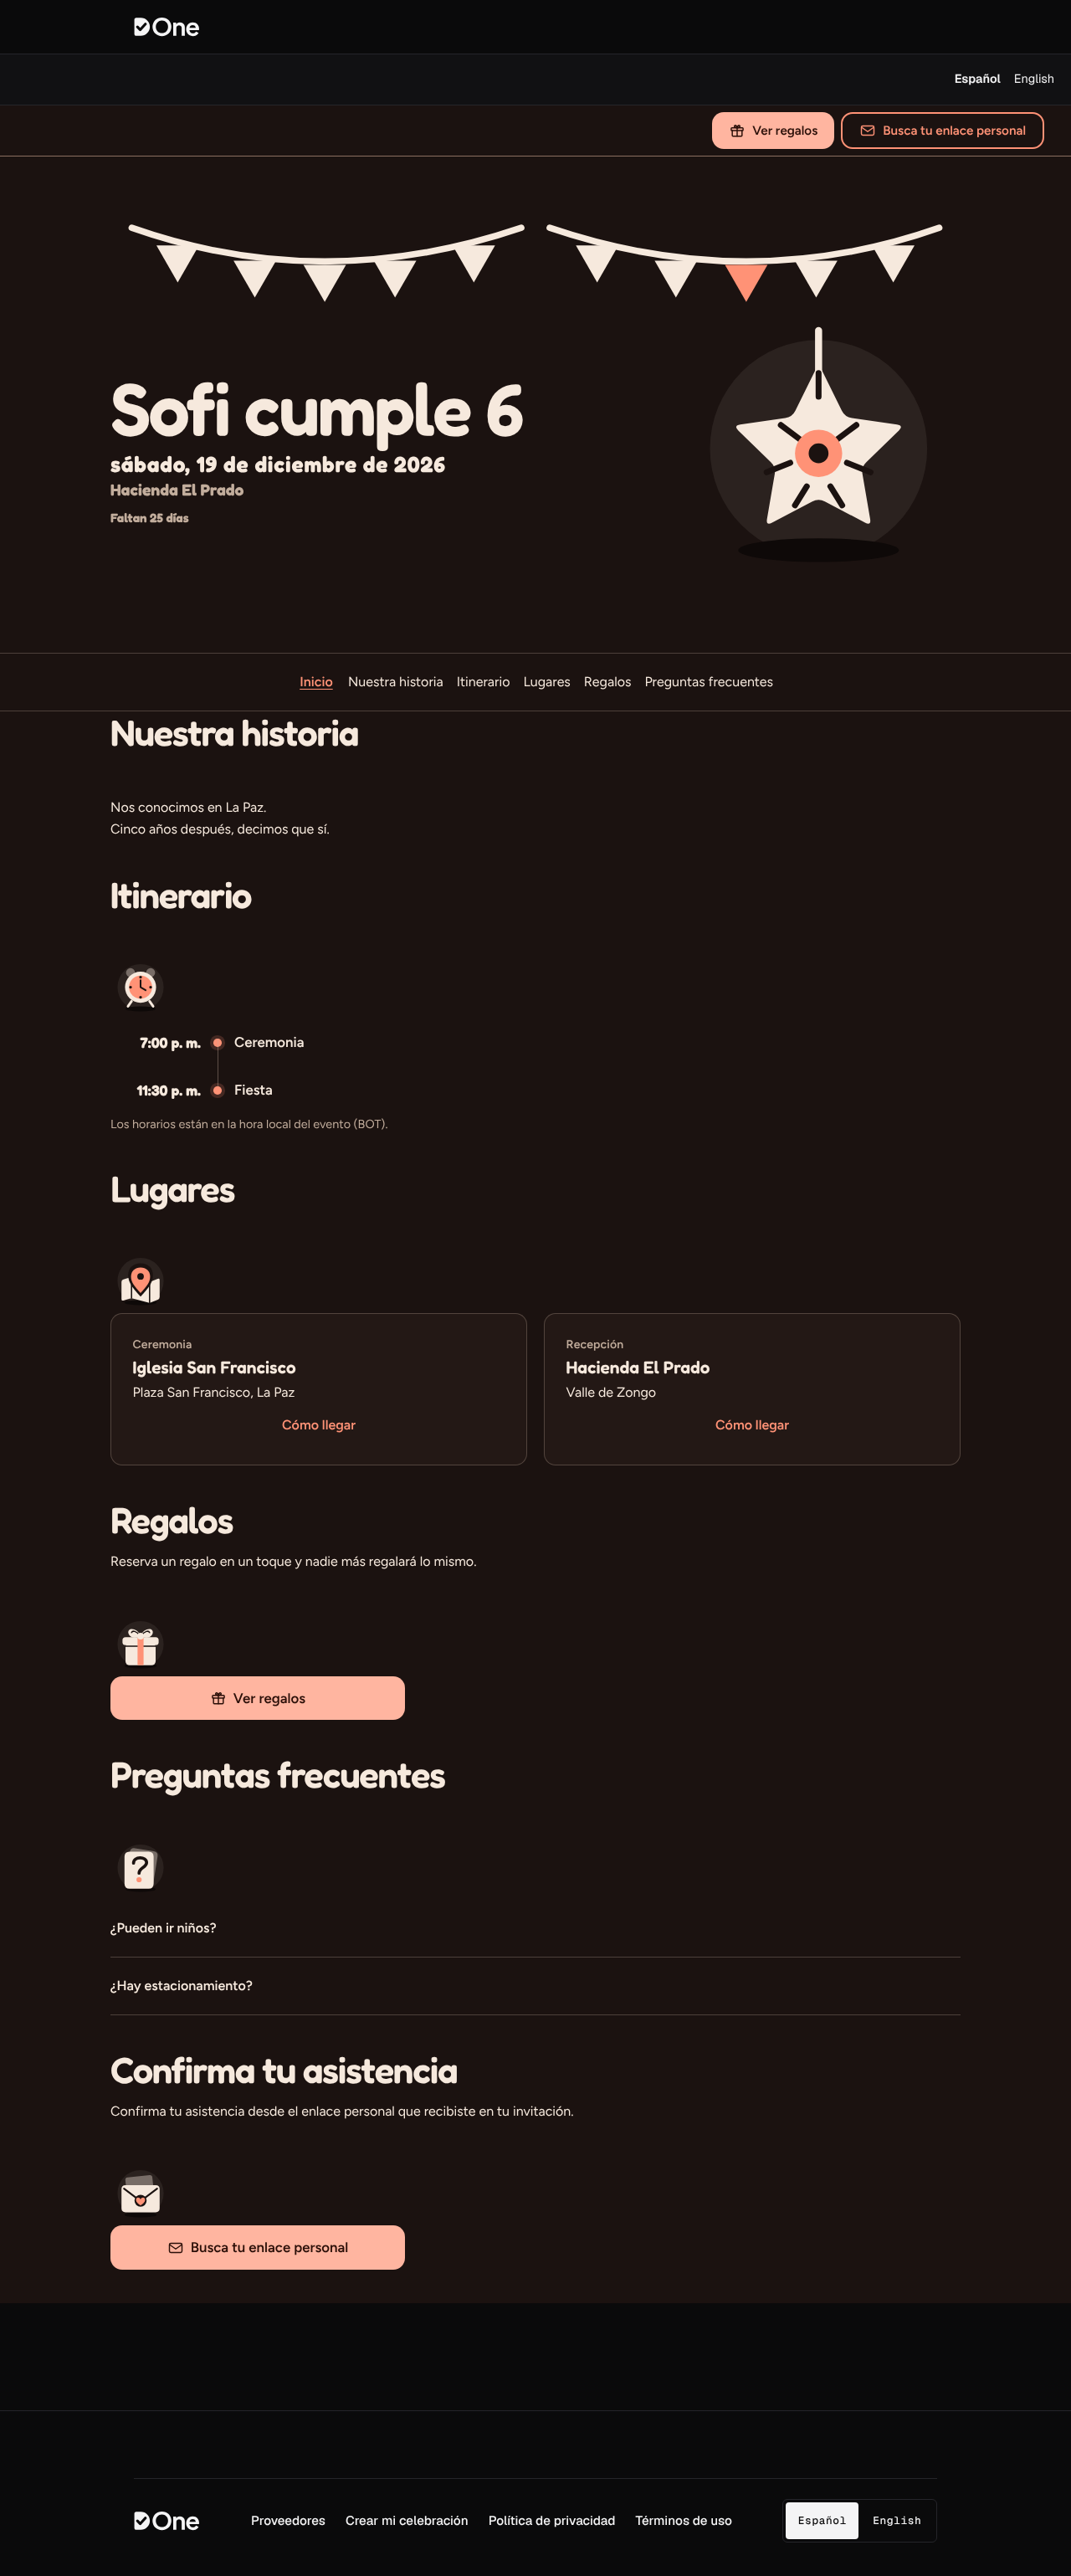 One
Español English
Ver regalos Busca tu enlace personal
Sofi cumple 6
sábado, 19 de diciembre de 2026
Hacienda El Prado
Faltan 25 días
Inicio Nuestra historia Itinerario Lugares Regalos Preguntas frecuentes
Nuestra historia
Nos conocimos en La Paz.
Cinco años después, decimos que sí.
Itinerario
7:00 p. m. Ceremonia
11:30 p. m. Fiesta
Los horarios están en la hora local del evento (BOT).
Lugares
Ceremonia
Iglesia San Francisco
Plaza San Francisco, La Paz
Cómo llegar
Recepción
Hacienda El Prado
Valle de Zongo
Cómo llegar
Regalos
Reserva un regalo en un toque y nadie más regalará lo mismo.
Ver regalos
Preguntas frecuentes
?
¿Pueden ir niños?
¿Hay estacionamiento?
Confirma tu asistencia
Confirma tu asistencia desde el enlace personal que recibiste en tu invitación.
Busca tu enlace personal
One Proveedores Crear mi celebración Política de privacidad Términos de uso Español English